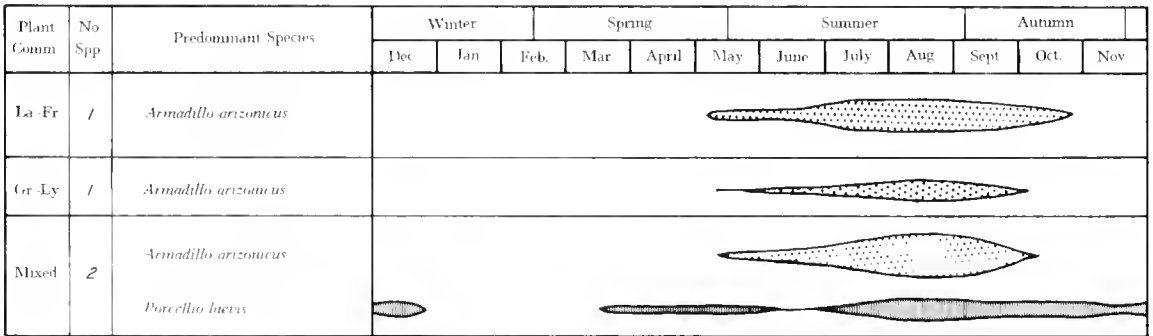 Plant Comm No Spp Predominant Species Winter Spring Summer Autumn
Dec Jan Feb. Mar April May June July Aug Sept Oct. Nov
La-Fr 1 Armadillo arizonicus
Gr-Ly 1 Armadillo arizonicus
Mixed 2 Armadillo arizonicus
Porcellio laevis